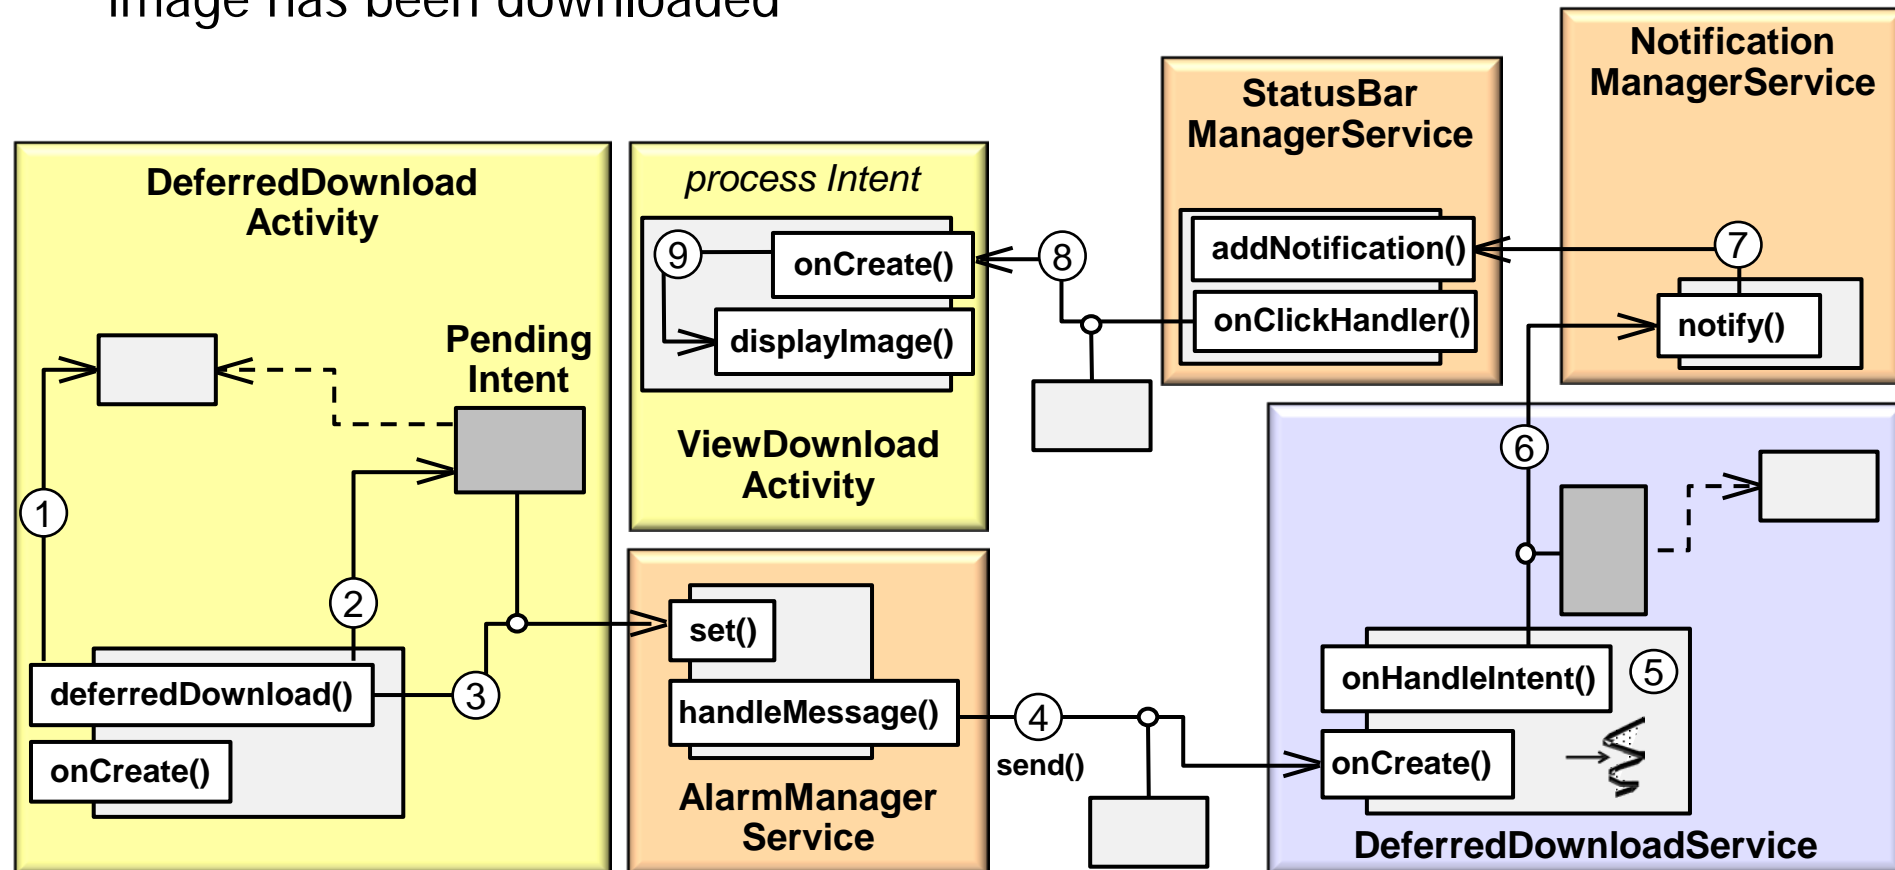 image has been downloaded
Notification
ManagerService
StatusBar
ManagerService
DeferredDownload
Activity
process Intent
addNotification()
7
9
onCreate()
8
onClickHandler()
notify()
Pending
Intent
displayImage()
ViewDownload
Activity
6
1
2
set()
3
deferredDownload()
handleMessage()
4
send()
onHandleIntent()
5
onCreate()
onCreate()
AlarmManager
Service
DeferredDownloadService